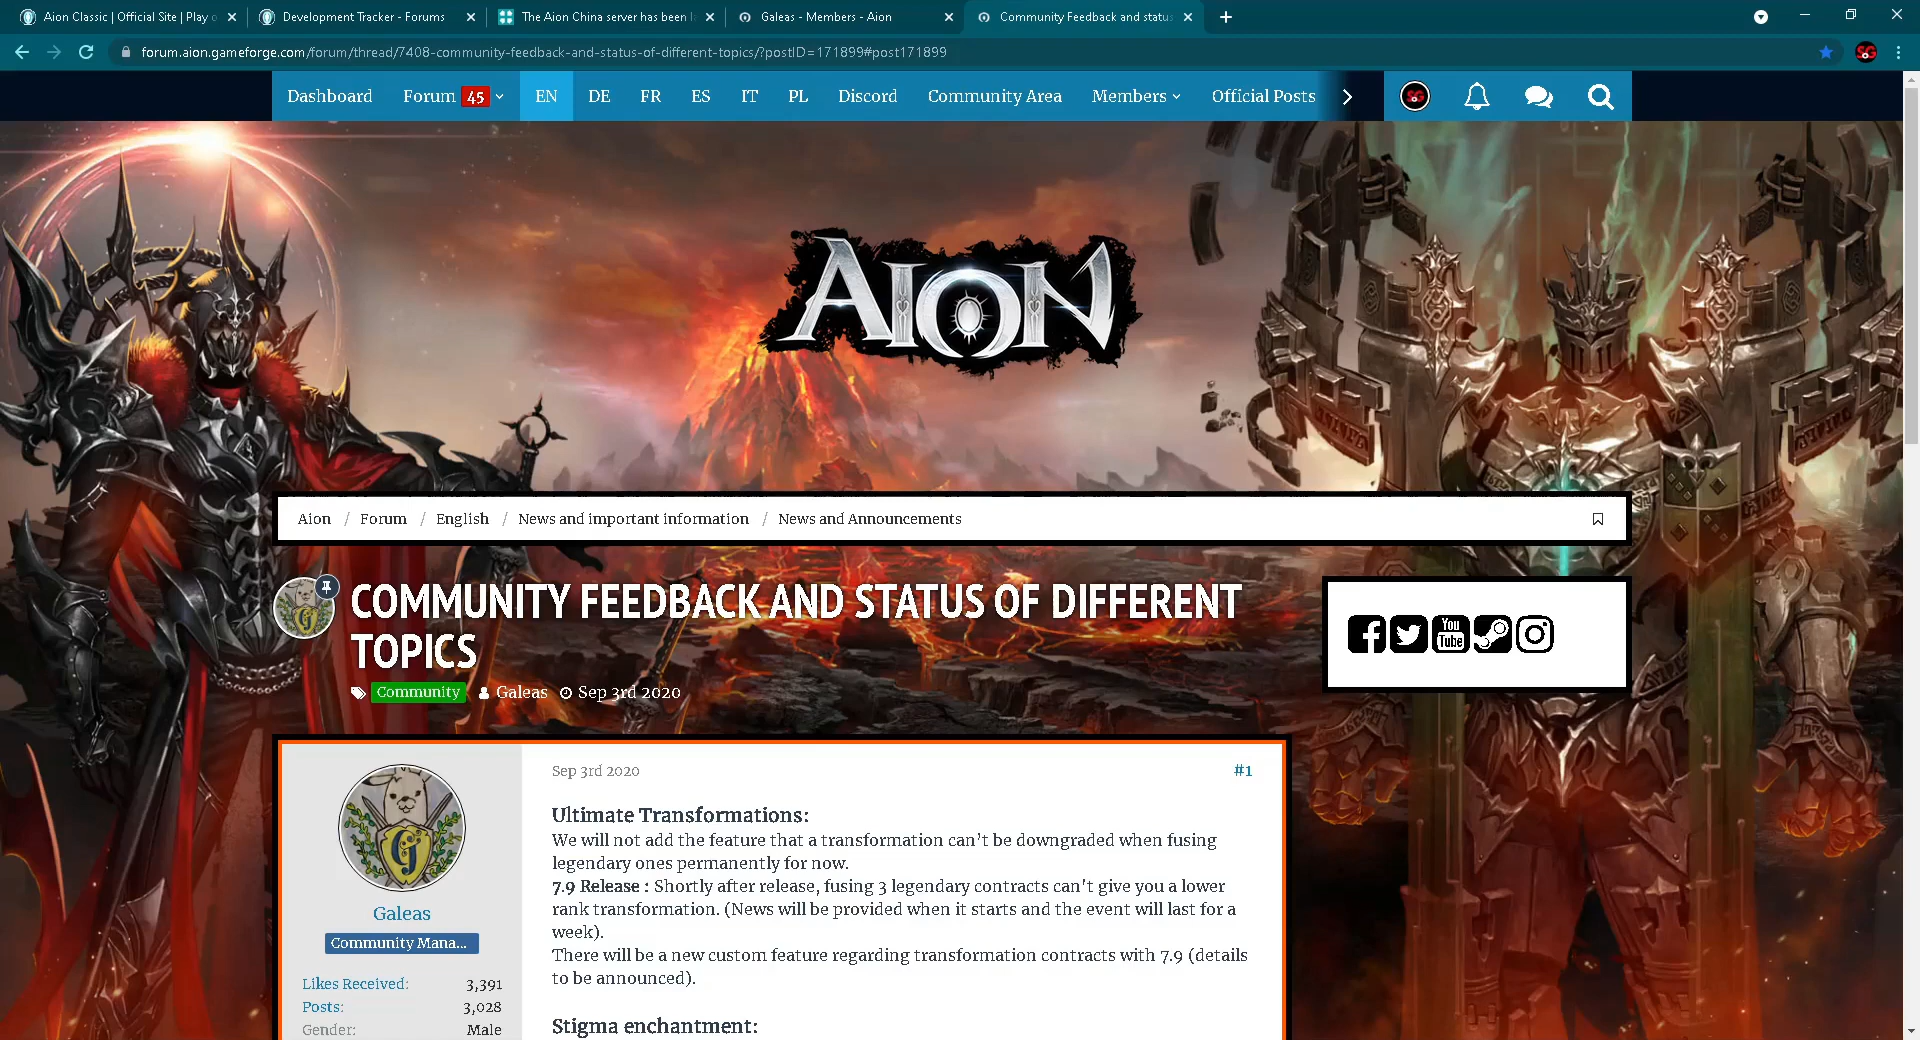 Aion Classic | Official Site | Play o
Development Tracker - Forums
The Aion China server has been l
Galeas - Members - Aion
Community Feedback and status
forum.aion.gameforge.com/forum/thread/7408-community-feedback-and-status-of-different-topics/?postID=171899#post171899
Dashboard Forum 45 EN DE FR ES IT PL Discord Community Area Members Official Posts
AION
Aion / Forum / English / News and important information / News and Announcements
COMMUNITY FEEDBACK AND STATUS OF DIFFERENT
TOPICS
Community Galeas Sep 3rd 2020
You
Tube
G
Galeas
Community Mana...
Likes Received: 3,391
Posts: 3,028
Gender: Male
Sep 3rd 2020 #1
Ultimate Transformations:
We will not add the feature that a transformation can't be downgraded when fusing
legendary ones permanently for now.
7.9 Release : Shortly after release, fusing 3 legendary contracts can't give you a lower
rank transformation. (News will be provided when it starts and the event will last for a
week).
There will be a new custom feature regarding transformation contracts with 7.9 (details
to be announced).
Stigma enchantment: